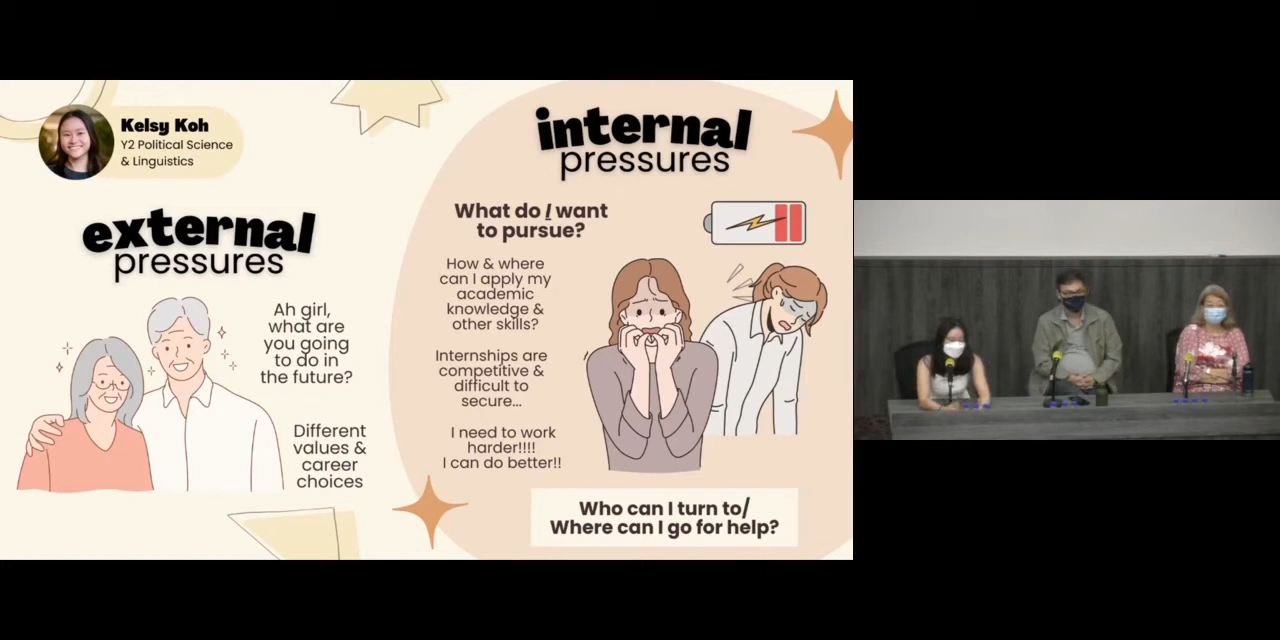 Kelsy Koh
Y2 Political Science
& Linguistics
external
pressures
Ah girl,
what are
you going
to do in
the future?
Different
values &
career
choices
internal
pressures
What do I want
to pursue?
How & where
can I apply my
academic
knowledge &
other skills?
Internships are
competitive &
difficult to
secure...
I need to work
harder!!!!
I can do better!!
Who can I turn to/
Where can I go for help?